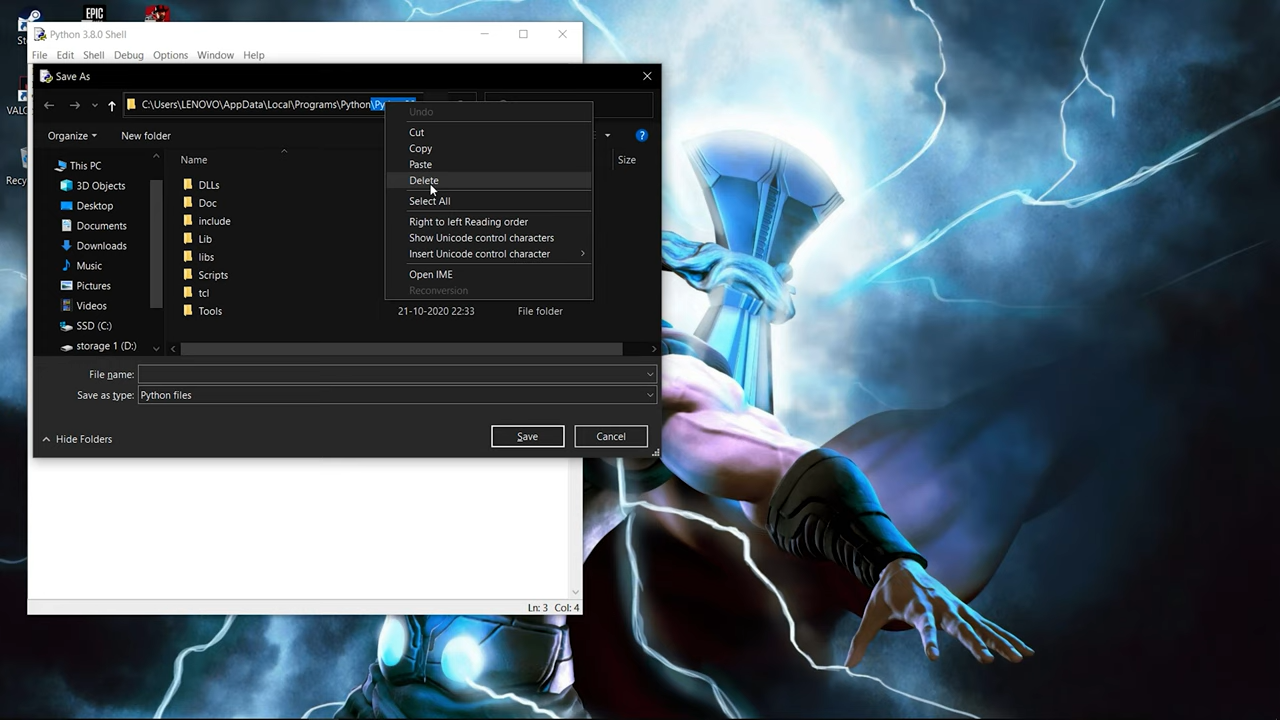 EPIC
Python 3.8.0 Shell
File Edit Shell Debug Options Window Help
Save As
C:\Users\LENOVO\AppData\Local\Programs\Python
Undo
Cut
Copy
Paste
Delete
Select All
Right to left Reading order
Show Unicode control characters
Insert Unicode control character
Open IME
Reconversion
Organize New folder
Name Size
This PC
3D Objects
Desktop
Documents
Downloads
Music
Pictures
Videos
SSD (C:)
storage 1 (D:)
DLLs
Doc
include
Lib
libs
Scripts
tcl
Tools 21-10-2020 22:33 File folder
File name:
Save as type: Python files
Hide Folders Save Cancel
Ln: 3 Col: 4